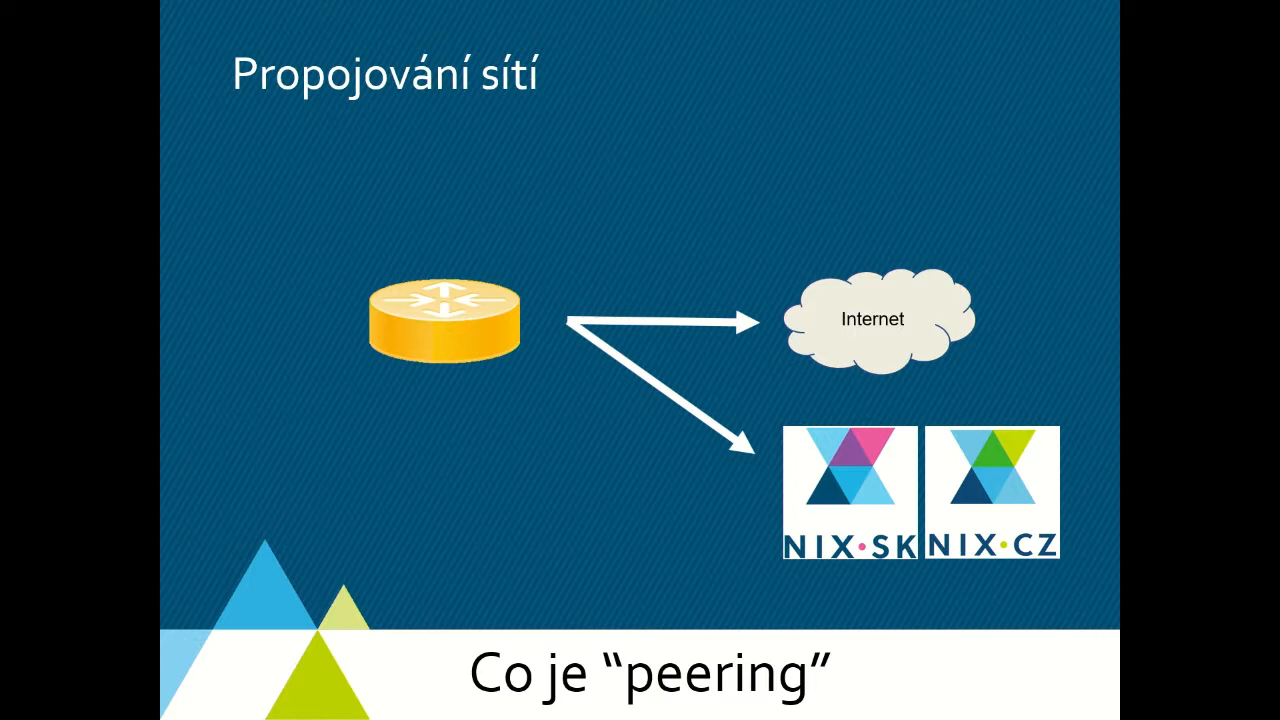 Propojování sítí
Internet
NIX•SK
NIX•CZ
Co je “peering”